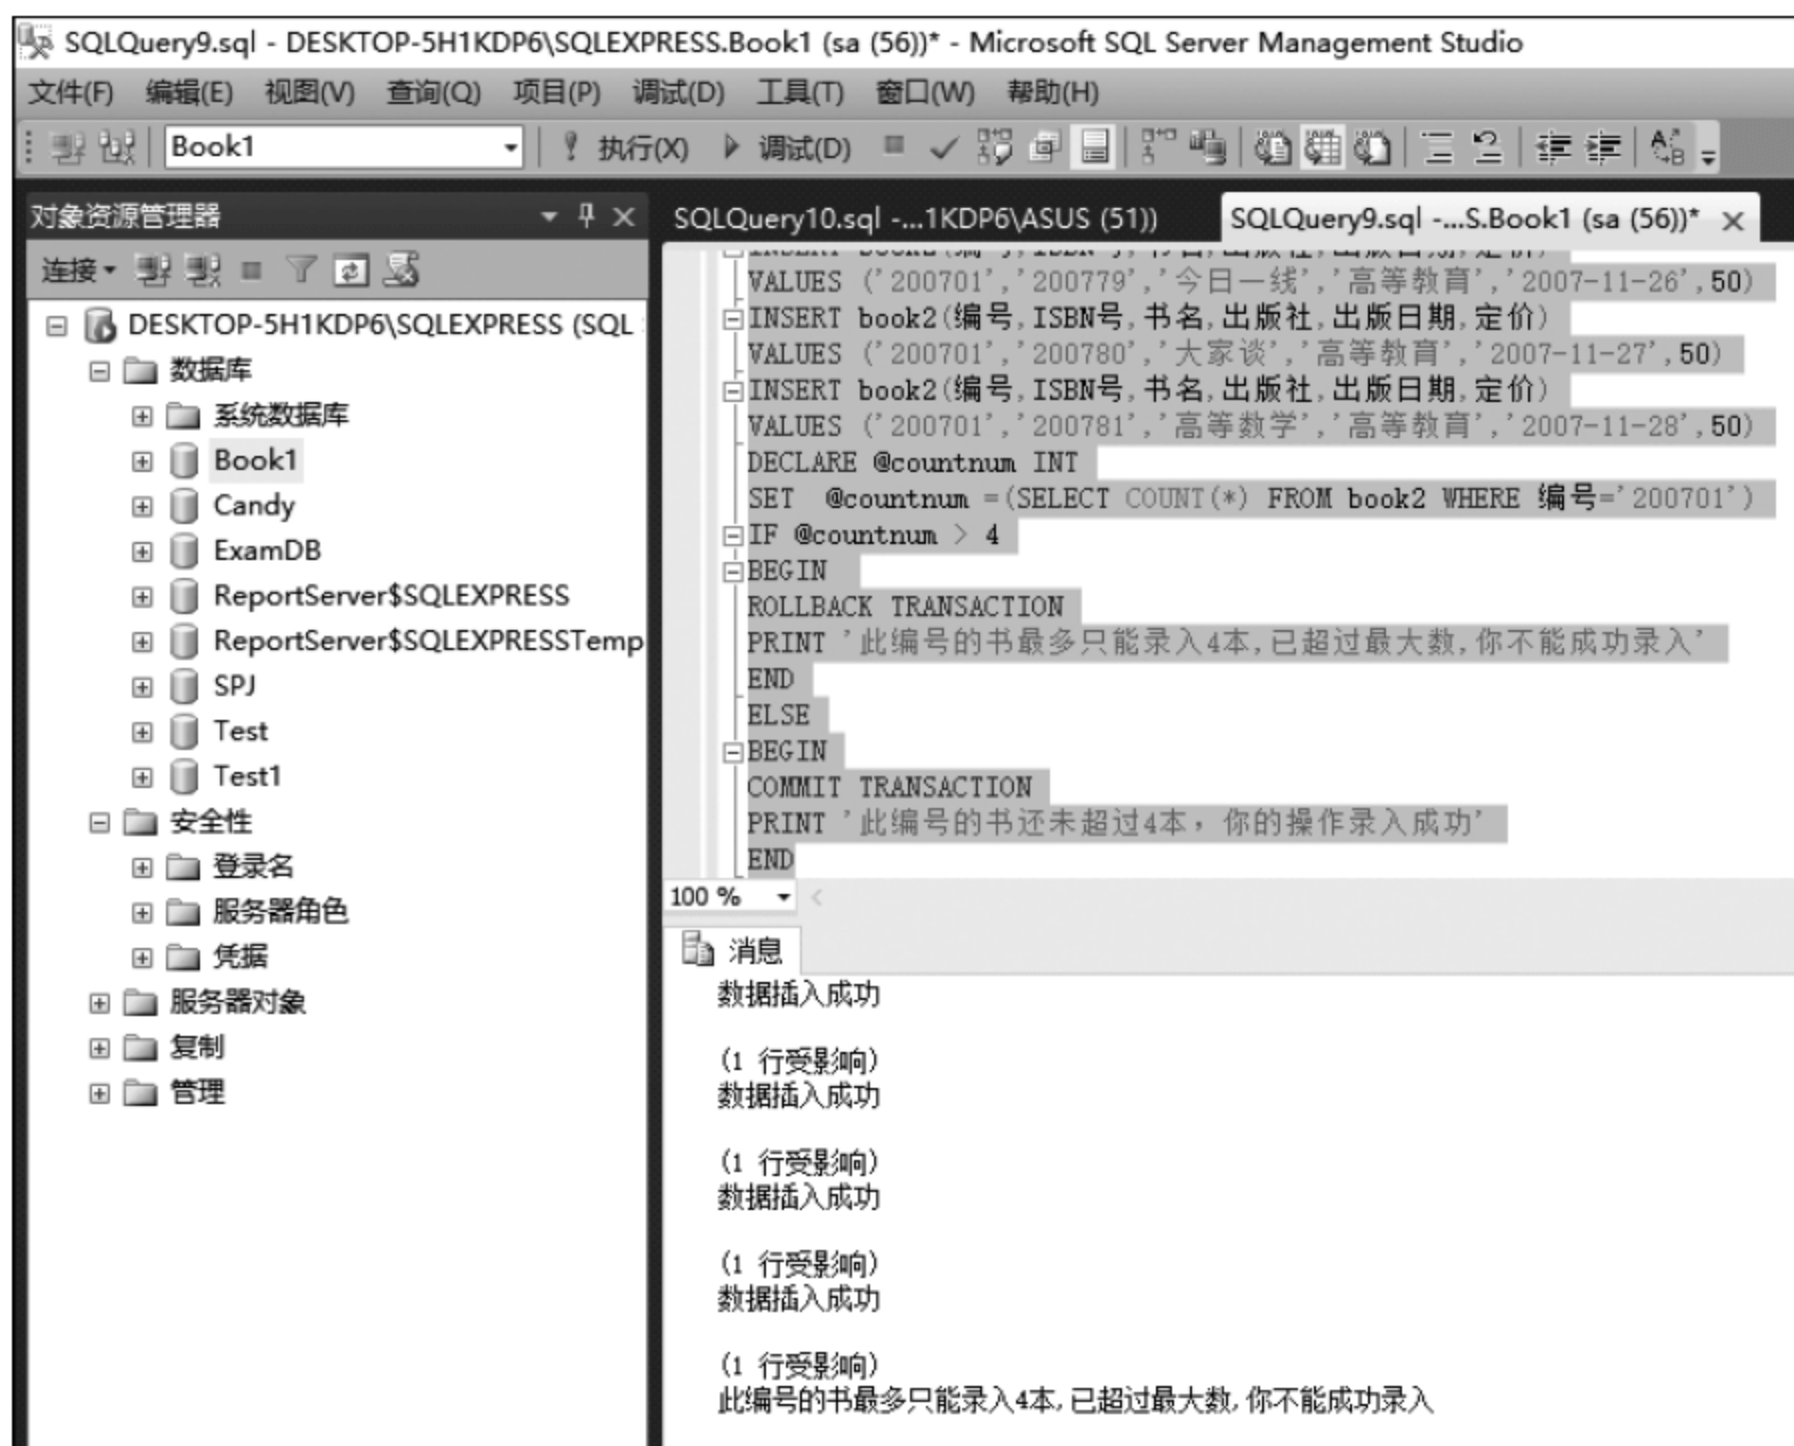 SQLQuery9.sql - DESKTOP-5H1KDP6\SQLEXPRESS.Book1 (sa (56))* - Microsoft SQL Server Management Studio
文件(F) 编辑(E) 视图(V) 查询(Q) 项目(P) 调试(D) 工具(T) 窗口(W) 帮助(H)
Book1 执行(X) 调试(D)
对象资源管理器
连接
DESKTOP-5H1KDP6\SQLEXPRESS (SQL
数据库
系统数据库
Book1
Candy
ExamDB
ReportServer$SQLEXPRESS
ReportServer$SQLEXPRESSTemp
SPJ
Test
Test1
安全性
登录名
服务器角色
凭据
服务器对象
复制
管理
SQLQuery10.sql -...1KDP6\ASUS (51)) SQLQuery9.sql -...S.Book1 (sa (56))*
VALUES ('200701','200779','今日一线','高等教育','2007-11-26',50)
INSERT book2(编号,ISBN号,书名,出版社,出版日期,定价)
VALUES ('200701','200780','大家谈','高等教育','2007-11-27',50)
INSERT book2(编号,ISBN号,书名,出版社,出版日期,定价)
VALUES ('200701','200781','高等数学','高等教育','2007-11-28',50)
DECLARE @countnum INT
SET @countnum =(SELECT COUNT(*) FROM book2 WHERE 编号='200701')
IF @countnum > 4
BEGIN
ROLLBACK TRANSACTION
PRINT '此编号的书最多只能录入4本,已超过最大数,你不能成功录入'
END
ELSE
BEGIN
COMMIT TRANSACTION
PRINT '此编号的书还未超过4本，你的操作录入成功'
END
100 %
消息
数据插入成功
(1 行受影响)
数据插入成功
(1 行受影响)
数据插入成功
(1 行受影响)
数据插入成功
(1 行受影响)
此编号的书最多只能录入4本,已超过最大数,你不能成功录入